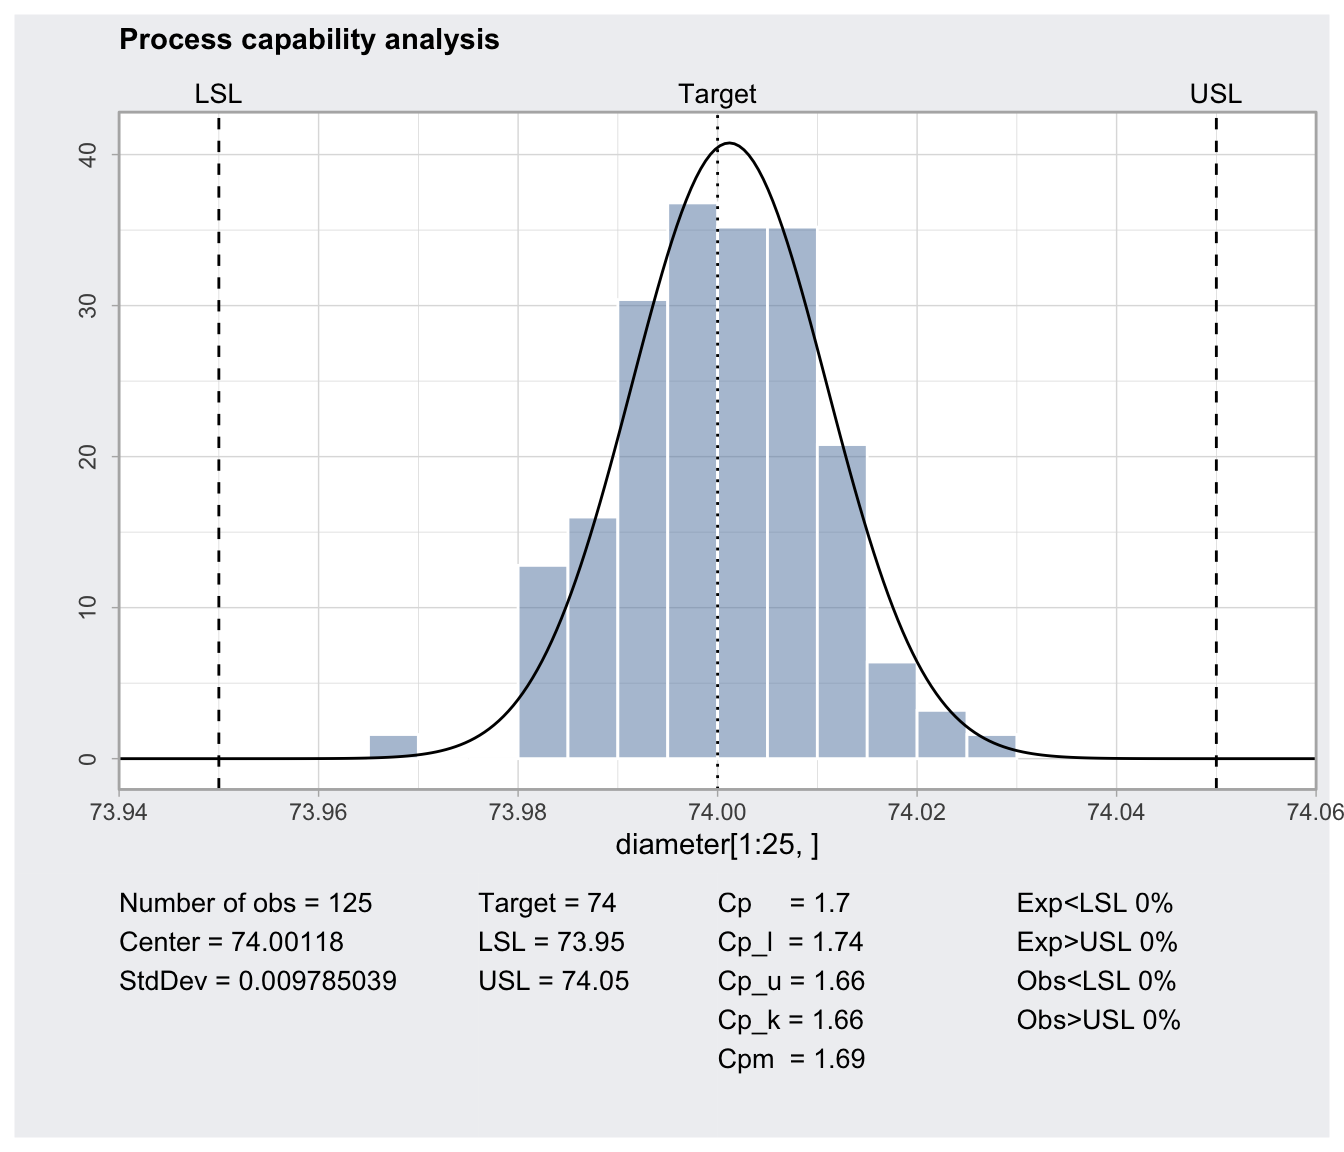 Process capability analysis
LSL Target USL
40
30
20
10
0
73.94 73.96 73.98 74.00 74.02 74.04 74.06
diameter[1:25, ]
Number of obs = 125 Target = 74 Cp = 1.7 Exp<LSL 0%
Center = 74.00118 LSL = 73.95 Cp_l = 1.74 Exp>USL 0%
StdDev = 0.009785039 USL = 74.05 Cp_u = 1.66 Obs<LSL 0%
Cp_k = 1.66 Obs>USL 0%
Cpm = 1.69